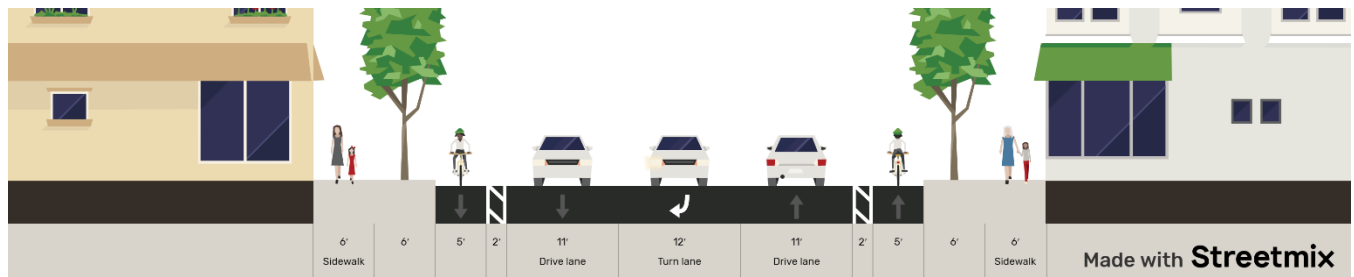 6′ 6′ 5′ 2′ 11′ 12′ 11′ 2′ 5′ 6′ 6′
Sidewalk Drive lane Turn lane Drive lane Sidewalk
Made with Streetmix